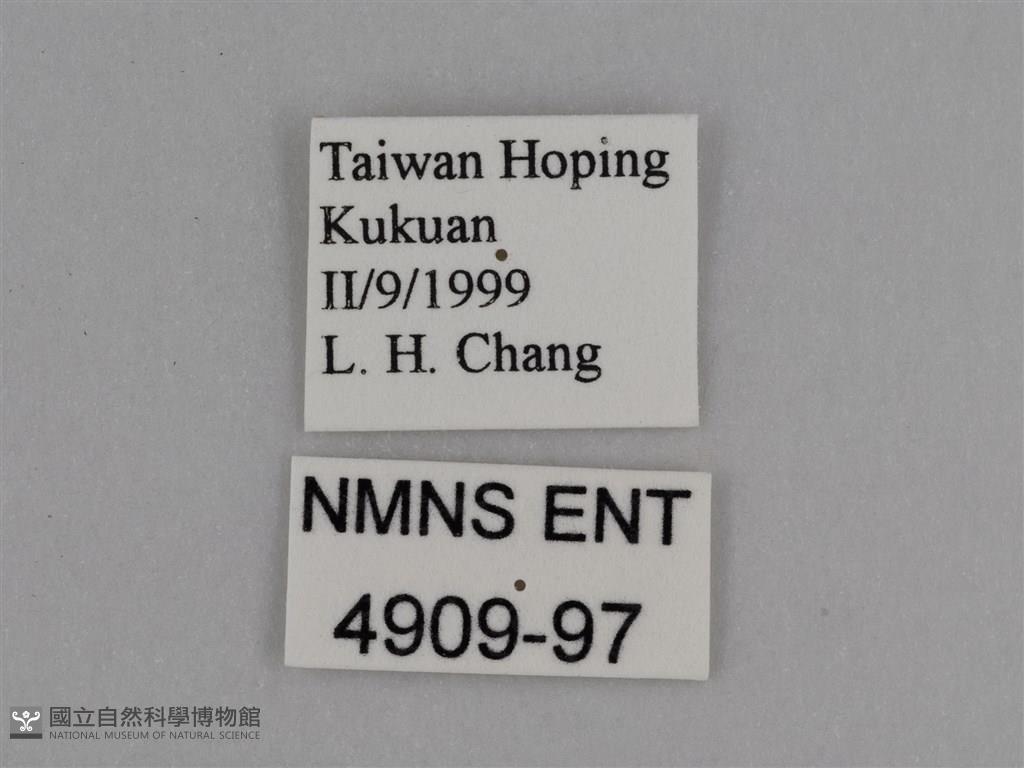 Taiwan Hoping
Kukuan
II/9/1999
L. H. Chang
NMNS ENT
4909-97
國立自然科學博物館
NATIONAL MUSEUM OF NATURAL SCIENCE